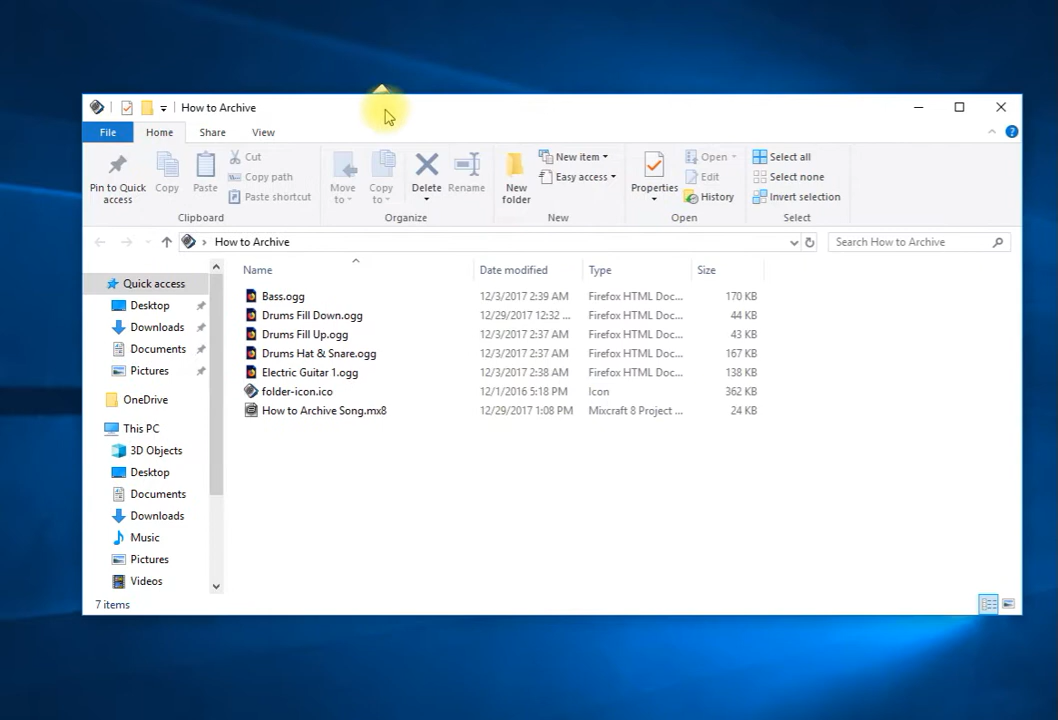 How to Archive
File Home Share View
Pin to Quick access
Copy
Paste
Cut
Copy path
Paste shortcut
Clipboard
Move to
Copy to
Delete
Rename
Organize
New folder
New item
Easy access
New
Properties
Open
Edit
History
Open
Select all
Select none
Invert selection
Select
How to Archive
Search How to Archive
Quick access
Desktop
Downloads
Documents
Pictures
OneDrive
This PC
3D Objects
Desktop
Documents
Downloads
Music
Pictures
Videos
Name Date modified Type Size
Bass.ogg 12/3/2017 2:39 AM Firefox HTML Doc... 170 KB
Drums Fill Down.ogg 12/29/2017 12:32 ... Firefox HTML Doc... 44 KB
Drums Fill Up.ogg 12/3/2017 2:37 AM Firefox HTML Doc... 43 KB
Drums Hat & Snare.ogg 12/3/2017 2:37 AM Firefox HTML Doc... 167 KB
Electric Guitar 1.ogg 12/3/2017 2:38 AM Firefox HTML Doc... 138 KB
folder-icon.ico 12/1/2016 5:18 PM Icon 362 KB
How to Archive Song.mx8 12/29/2017 1:08 PM Mixcraft 8 Project ... 24 KB
7 items